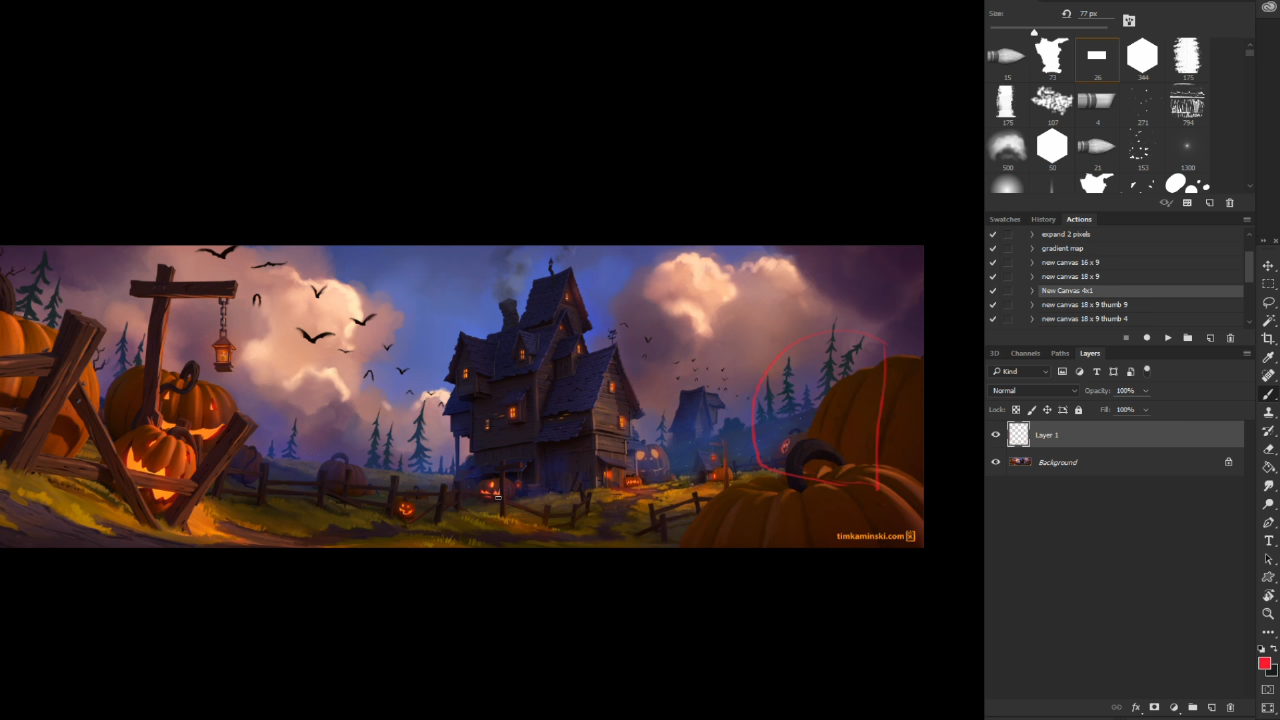 Size:
77 px
15
73
26
344
175
175
107
4
271
794
500
50
21
153
1300
Swatches
History
Actions
expand 2 pixels
gradient map
new canvas 16 x 9
new canvas 18 x 9
New Canvas 4x1
new canvas 18 x 9 thumb 9
new canvas 18 x 9 thumb 4
3D
Channels
Paths
Layers
Kind
Normal
Opacity: 100%
Lock:
Fill: 100%
Layer 1
Background
fx
timkaminski.com